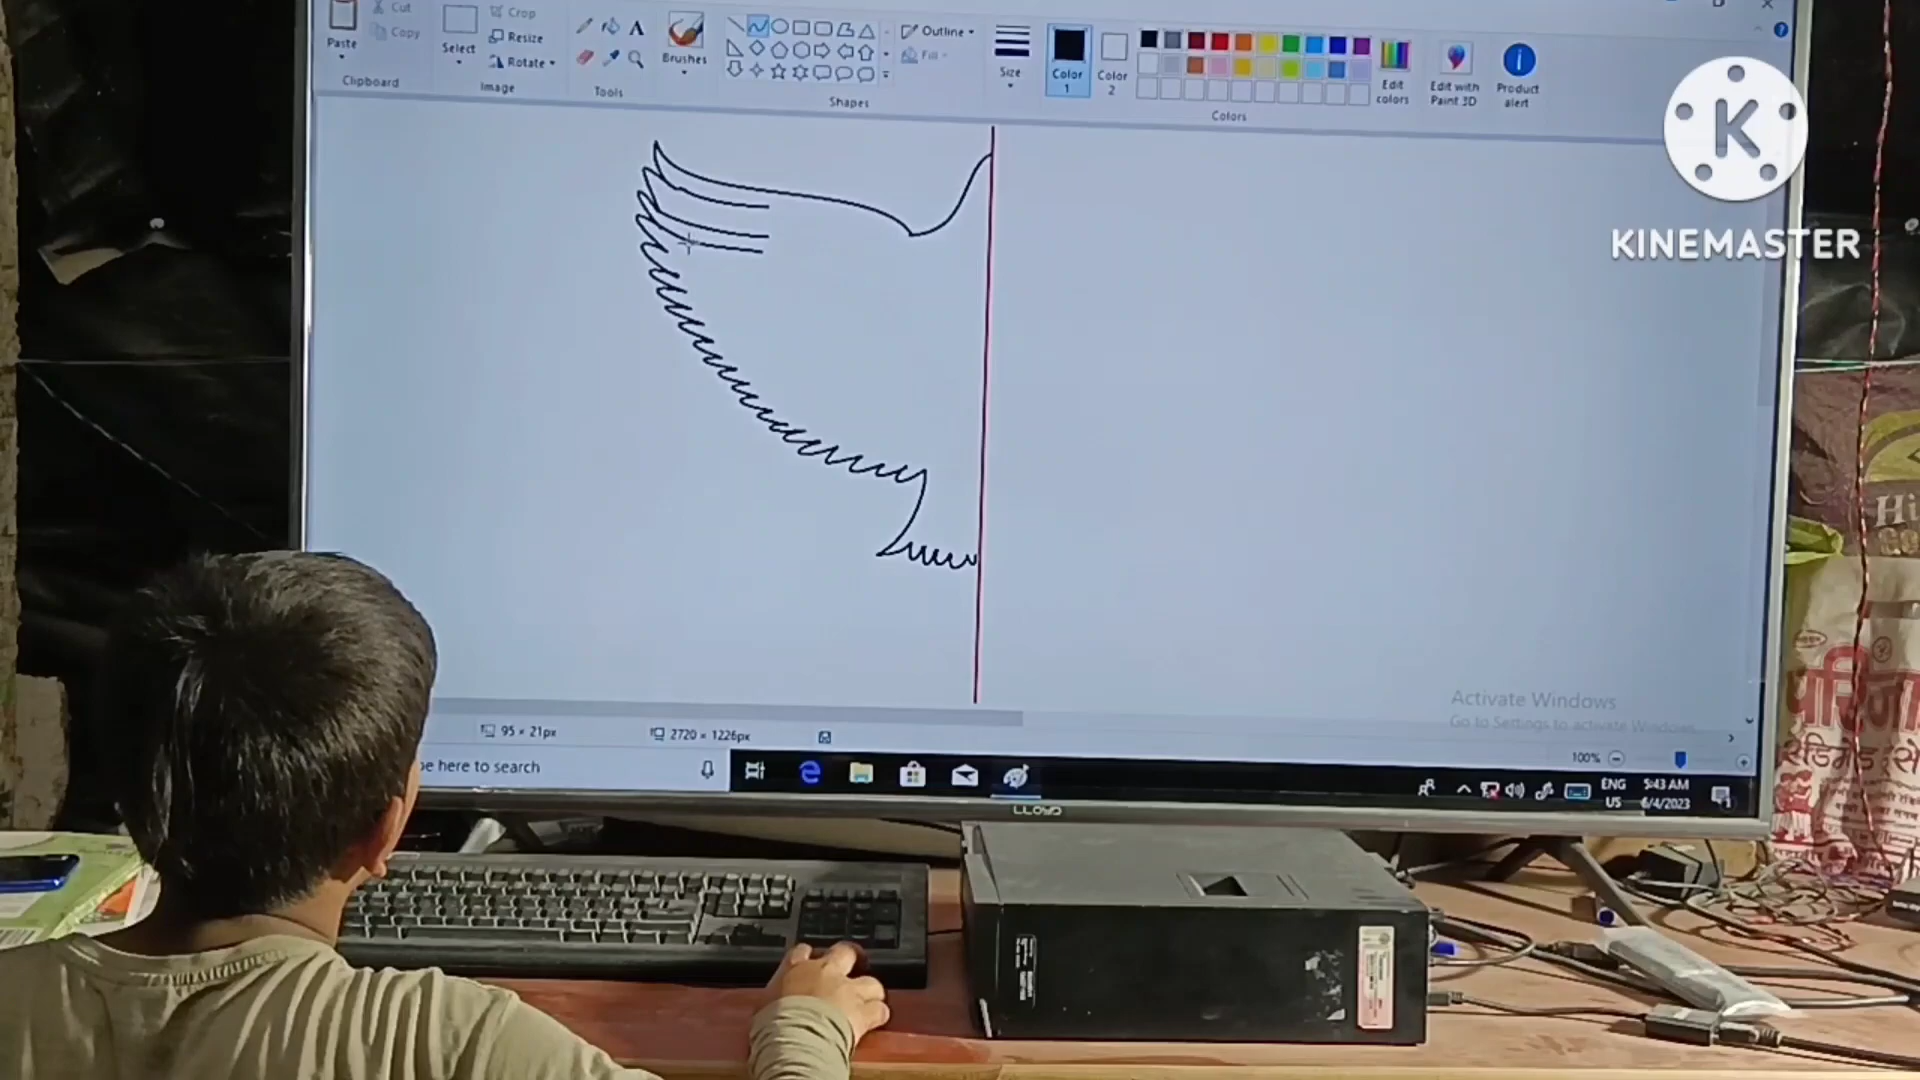 Cut
Copy
Paste
Clipboard
Select
Crop
Resize
Rotate
Image
A
Tools
Brushes
Outline
Fill
Shapes
Size
Color
1
Color
2
Colors
Edit
colors
Edit with
Paint 3D
Product
alert
K
KINEMASTER
Activate Windows
Go to Settings to activate Windows.
95 × 21px
2720 × 1226px
100%
pe here to search
ENG
US
5:43 AM
6/4/2023
LLOYD
Hi